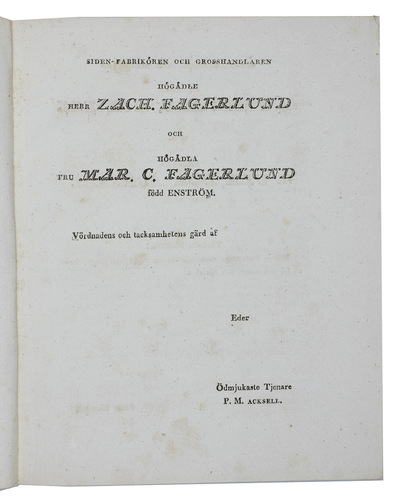 SIDEN-FABRIKÖREN OCH GROSSHANDLAREN
HÖGÄDLE
HERR ZACH. FAGERLUND
OCH
HÖGÄDLA
FRU MAR. C. FAGERLUND
född ENSTRÖM.
Vördnadens och tacksamhetens gärd af
Eder
Ödmjukaste Tjenare
P. M. ACKSELL.